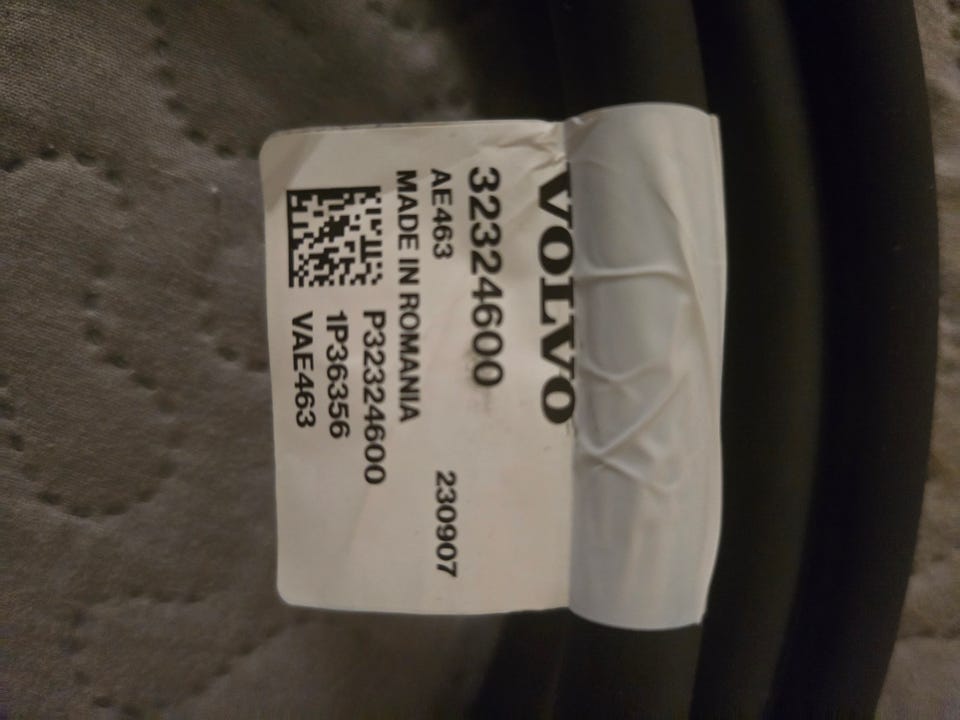 VOLVO
32324600
AE463 230907
MADE IN ROMANIA
P32324600
1P36356
VAE463